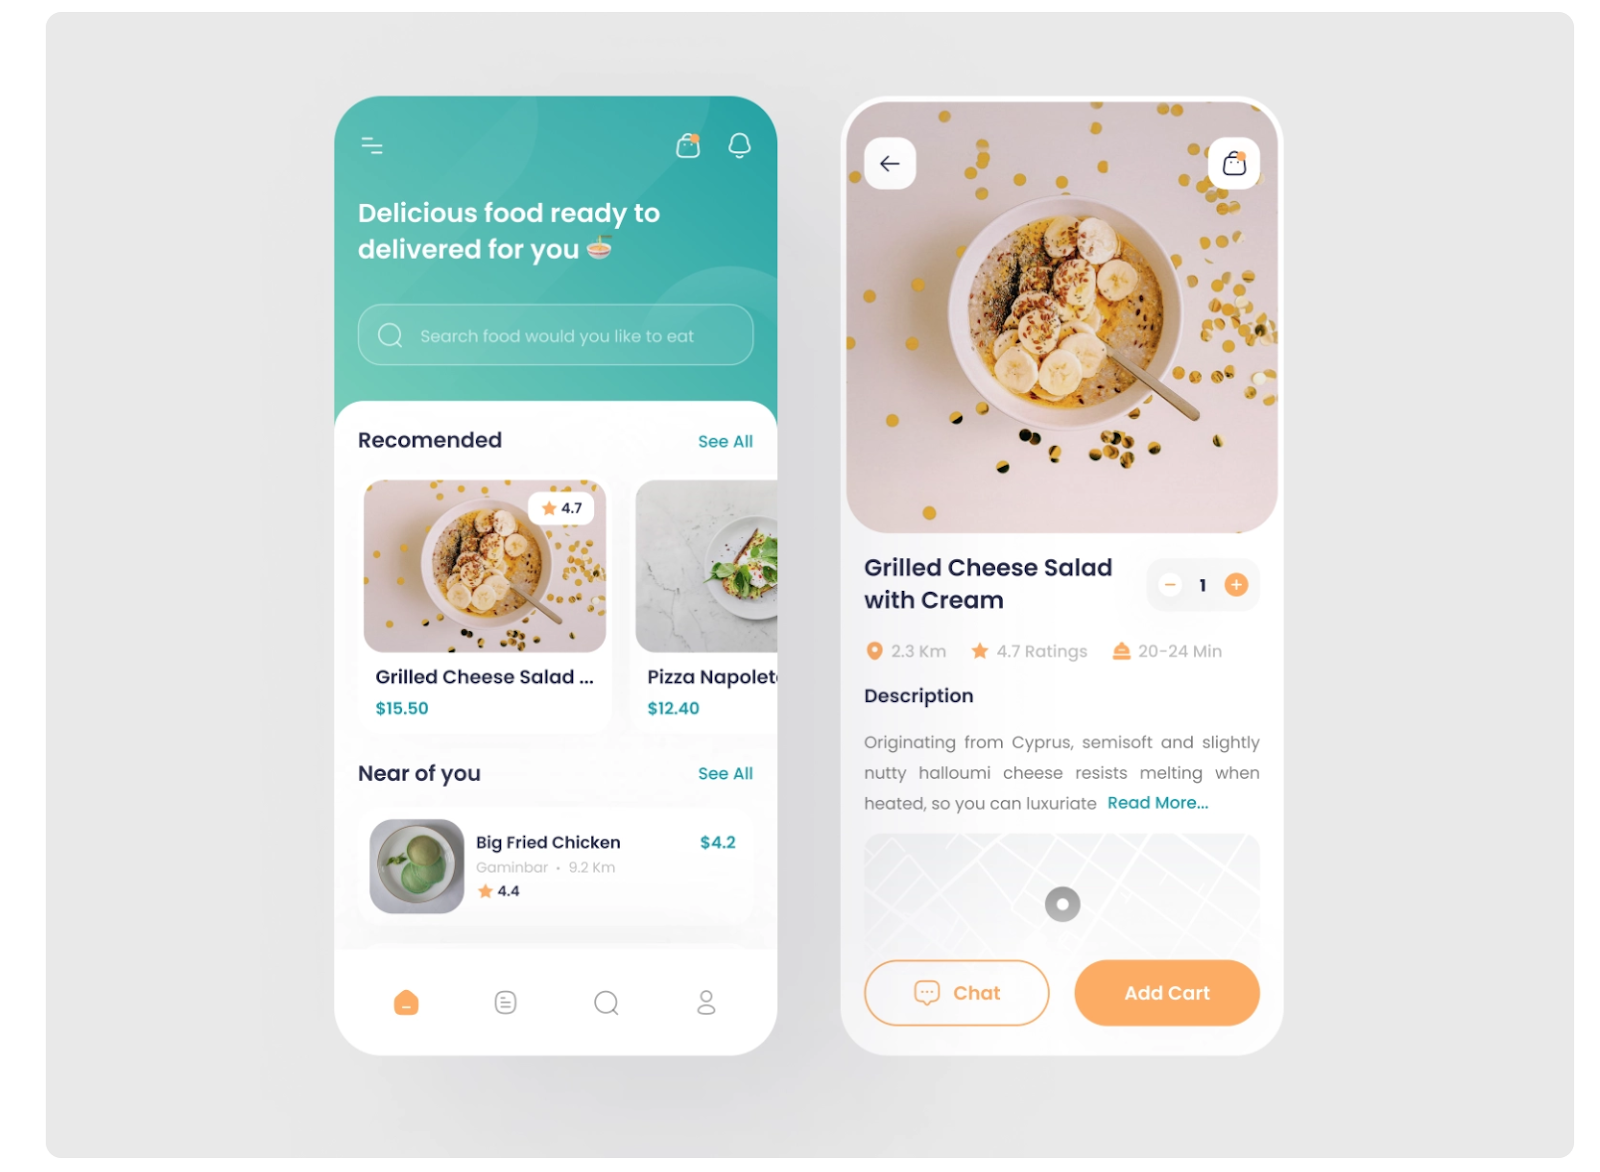 Delicious food ready to
delivered for you
Search food would you like to eat
Recomended
See All
4.7
Grilled Cheese Salad ...
$15.50
Pizza Napolet
$12.40
Near of you
See All
Big Fried Chicken
$4.2
Gaminbar • 9.2 Km
4.4
Grilled Cheese Salad
with Cream
1
2.3 Km
4.7 Ratings
20-24 Min
Description
Originating from Cyprus, semisoft and slightly
nutty halloumi cheese resists melting when
heated, so you can luxuriate Read More...
Chat
Add Cart